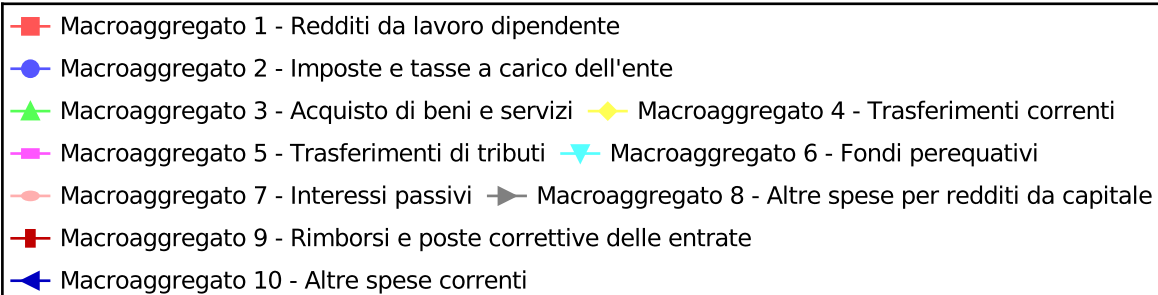 Macroaggregato 1 - Redditi da lavoro dipendente
Macroaggregato 2 - Imposte e tasse a carico dell'ente
Macroaggregato 3 - Acquisto di beni e servizi Macroaggregato 4 - Trasferimenti correnti
Macroaggregato 5 - Trasferimenti di tributi Macroaggregato 6 - Fondi perequativi
Macroaggregato 7 - Interessi passivi Macroaggregato 8 - Altre spese per redditi da capitale
Macroaggregato 9 - Rimborsi e poste correttive delle entrate
Macroaggregato 10 - Altre spese correnti